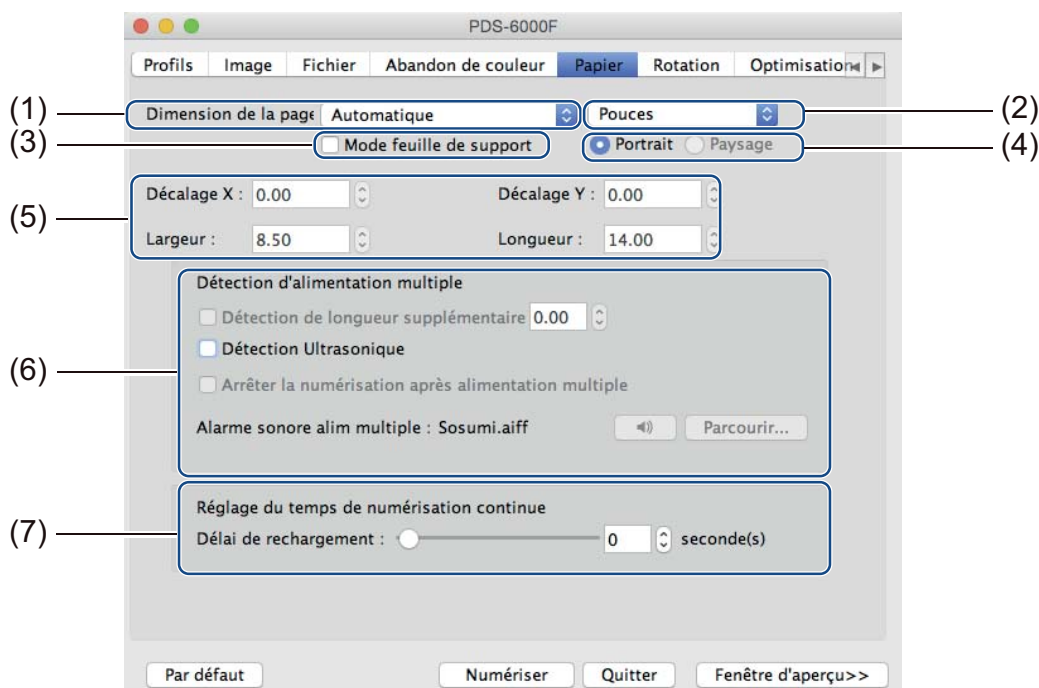 PDS-6000F
Profils Image Fichier Abandon de couleur Papier Rotation Optimisation
(1) Dimension de la page Automatique Pouces (2)
(3) Mode feuille de support Portrait Paysage (4)
Décalage X : 0.00 Décalage Y : 0.00
(5)
Largeur : 8.50 Longueur : 14.00
Détection d'alimentation multiple
Détection de longueur supplémentaire 0.00
Détection Ultrasonique
(6)
Arrêter la numérisation après alimentation multiple
Alarme sonore alim multiple : Sosumi.aiff Parcourir...
Réglage du temps de numérisation continue
(7) Délai de rechargement : 0 seconde(s)
Par défaut Numériser Quitter Fenêtre d'aperçu>>